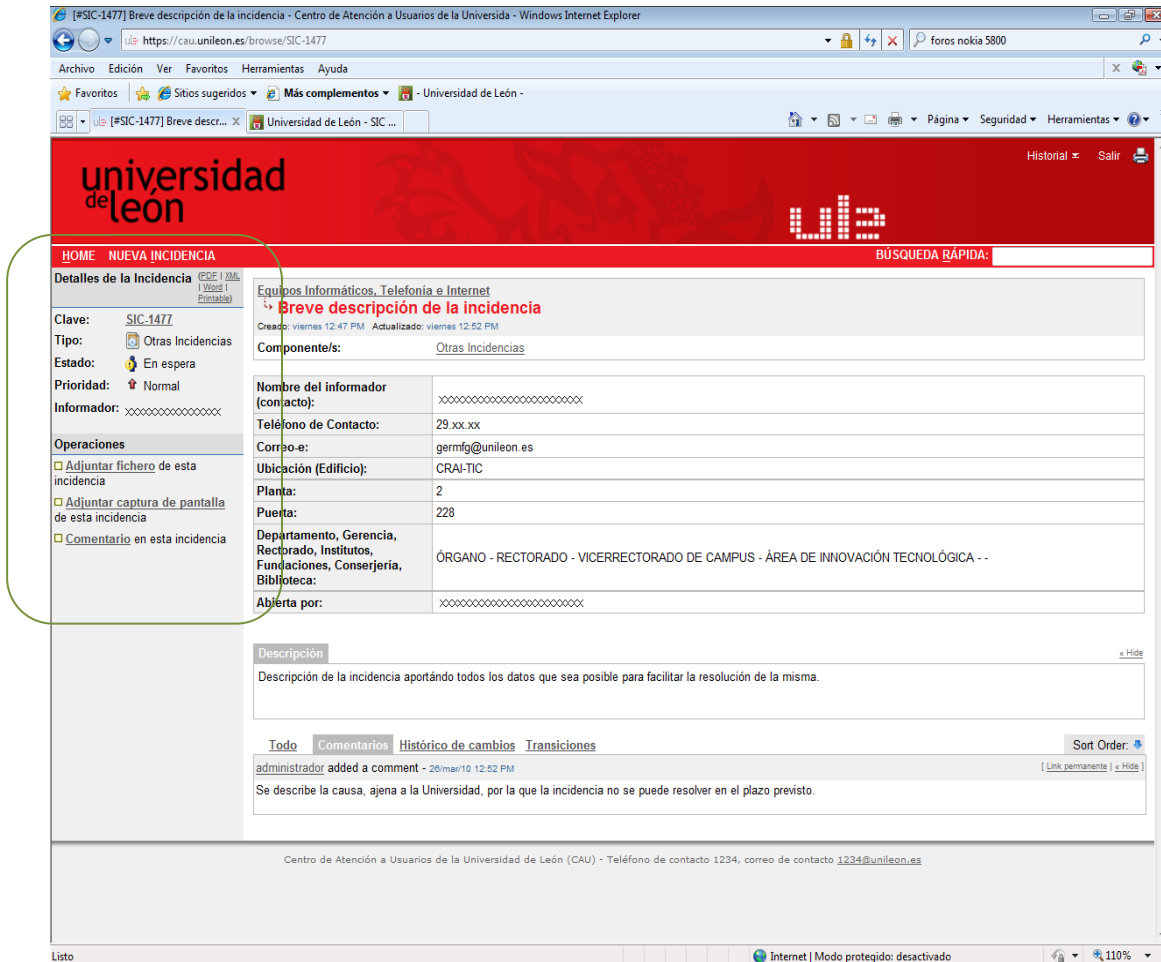 [#SIC-1477] Breve descripción de la incidencia - Centro de Atención a Usuarios de la Universida - Windows Internet Explorer
https://cau.unileon.es/browse/SIC-1477
foros nokia 5800
Archivo Edición Ver Favoritos Herramientas Ayuda
Favoritos Sitios sugeridos Más complementos - Universidad de León -
[#SIC-1477] Breve descr... X Universidad de León - SIC ...
Página Seguridad Herramientas
Historial Salir
universidad
de león
ule
HOME NUEVA INCIDENCIA
BÚSQUEDA RÁPIDA:
Detalles de la Incidencia (PDF | XML
| Word |
Printable)
Clave: SIC-1477
Tipo: Otras Incidencias
Estado: En espera
Prioridad: Normal
Informador: xxxxxxxxxxxxxxxx
Operaciones
Adjuntar fichero de esta
incidencia
Adjuntar captura de pantalla
de esta incidencia
Comentario en esta incidencia
Equipos Informáticos, Telefonía e Internet
Breve descripción de la incidencia
Creado: viernes 12:47 PM Actualizado: viernes 12:52 PM
Componente/s: Otras Incidencias
Nombre del informador
(contacto): xxxxxxxxxxxxxxxxxxxxxxxx
Teléfono de Contacto: 29.xx.xx
Correo-e: germfg@unileon.es
Ubicación (Edificio): CRAI-TIC
Planta: 2
Puerta: 228
Departamento, Gerencia,
Rectorado, Institutos,
Fundaciones, Conserjería,
Biblioteca:
ÓRGANO - RECTORADO - VICERRECTORADO DE CAMPUS - ÁREA DE INNOVACIÓN TECNOLÓGICA - -
Abierta por: xxxxxxxxxxxxxxxxxxxxxxxx
Descripción
« Hide
Descripción de la incidencia aportándo todos los datos que sea posible para facilitar la resolución de la misma.
Todo Comentarios Histórico de cambios Transiciones
Sort Order:
administrador added a comment - 26/mar/10 12:52 PM
[ Link permanente | « Hide ]
Se describe la causa, ajena a la Universidad, por la que la incidencia no se puede resolver en el plazo previsto.
Centro de Atención a Usuarios de la Universidad de León (CAU) - Teléfono de contacto 1234, correo de contacto 1234@unileon.es
Listo
Internet | Modo protegido: desactivado
110%